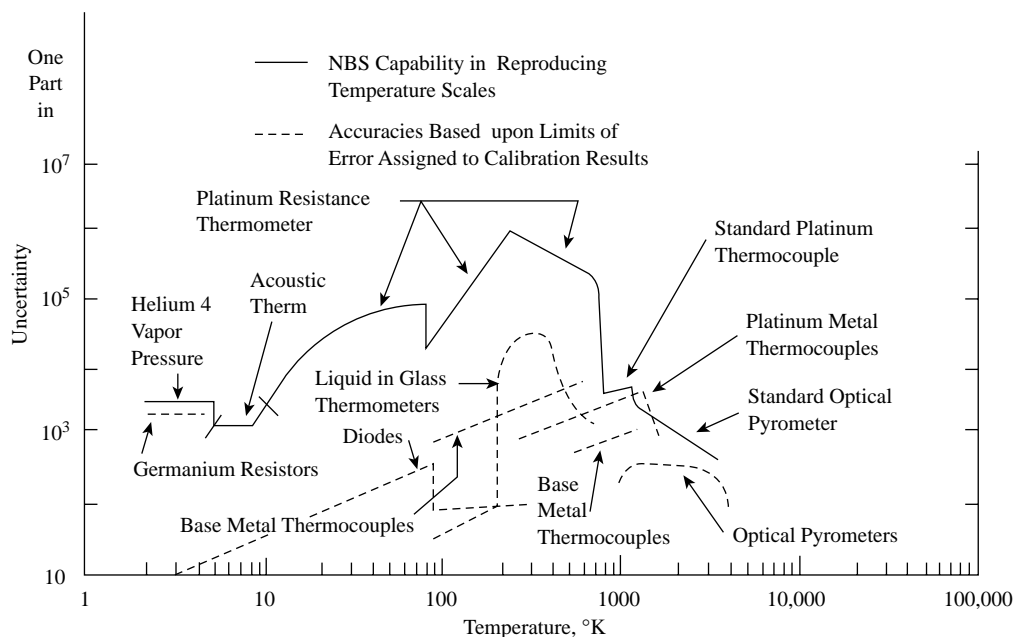 One
Part
in
NBS Capability in Reproducing
Temperature Scales
Accuracies Based upon Limits of
Error Assigned to Calibration Results
10⁷
Platinum Resistance
Thermometer
Standard Platinum
Thermocouple
Acoustic
Therm
10⁵
Uncertainty
Helium 4
Vapor
Pressure
Platinum Metal
Thermocouples
Liquid in Glass
Thermometers
Standard Optical
Pyrometer
10³
Diodes
Germanium Resistors
Base Metal Thermocouples
Base
Metal
Thermocouples
Optical Pyrometers
10
1
10
100
1000
10,000
100,000
Temperature, °K